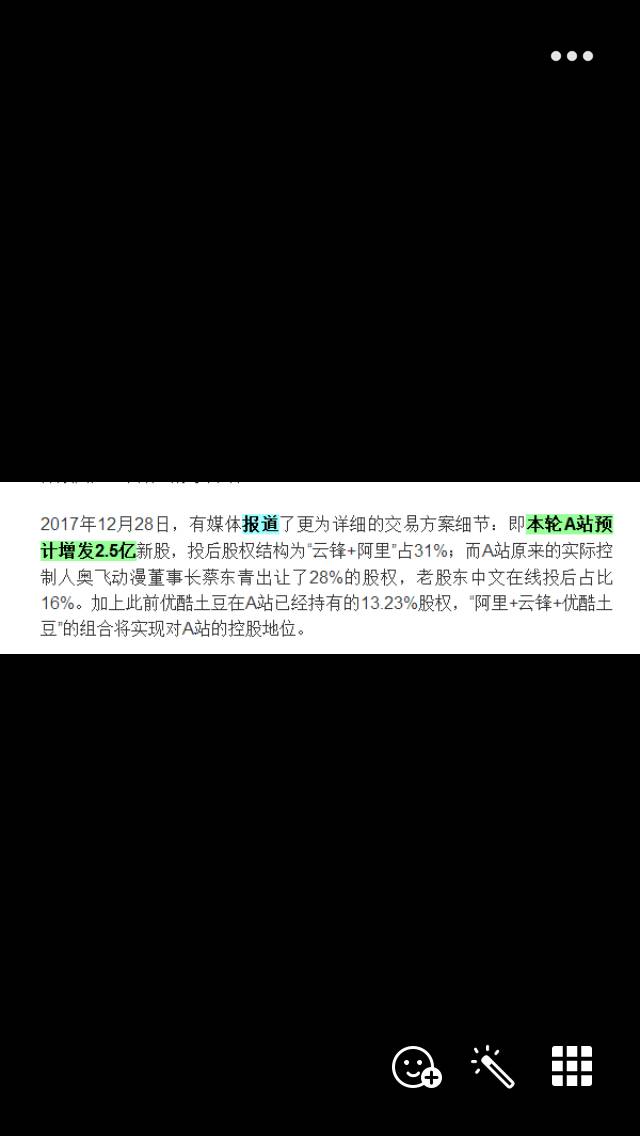 2017年12月28日，有媒体报道了更为详细的交易方案细节：即本轮A站预
计增发2.5亿新股，投后股权结构为“云锋+阿里”占31%；而A站原来的实际控
制人奥飞动漫董事长蔡东青出让了28%的股权，老股东中文在线投后占比
16%。加上此前优酷土豆在A站已经持有的13.23%股权，“阿里+云锋+优酷土
豆”的组合将实现对A站的控股地位。